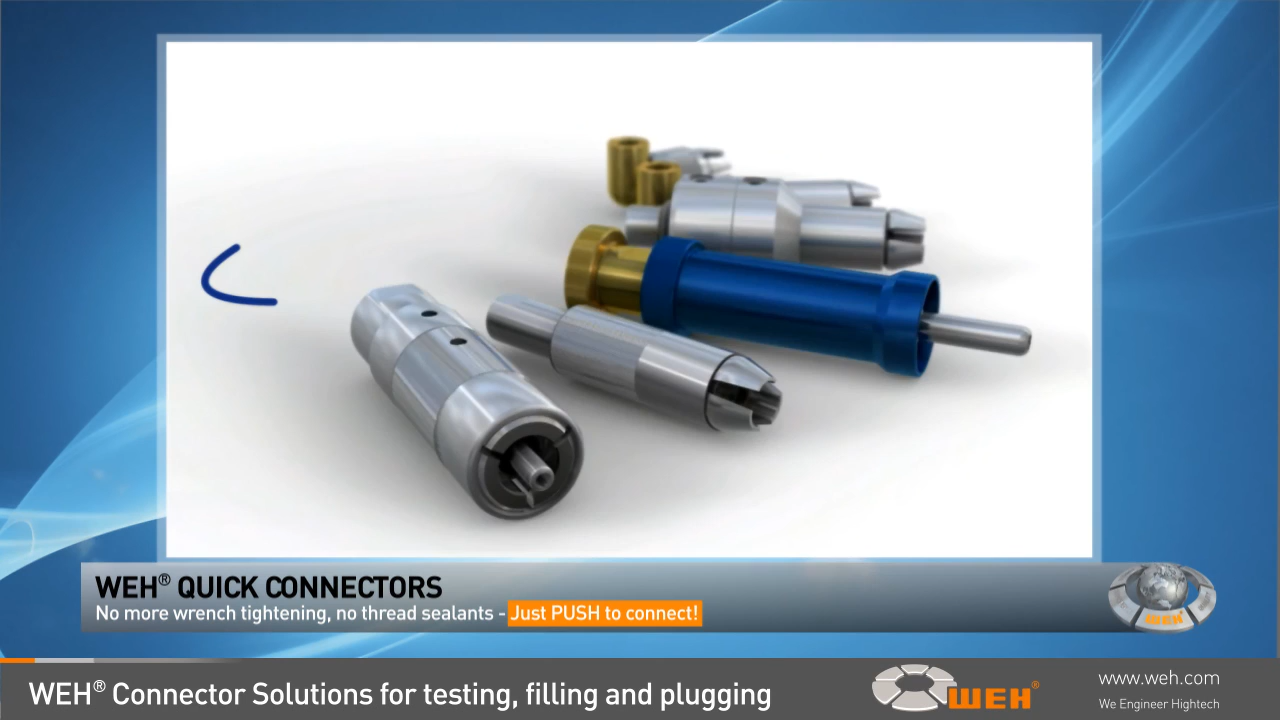 WEH® QUICK CONNECTORS
No more wrench tightening, no thread sealants - Just PUSH to connect!
WEH
WEH® Connector Solutions for testing, filling and plugging
WEH®
www.weh.com
We Engineer Hightech